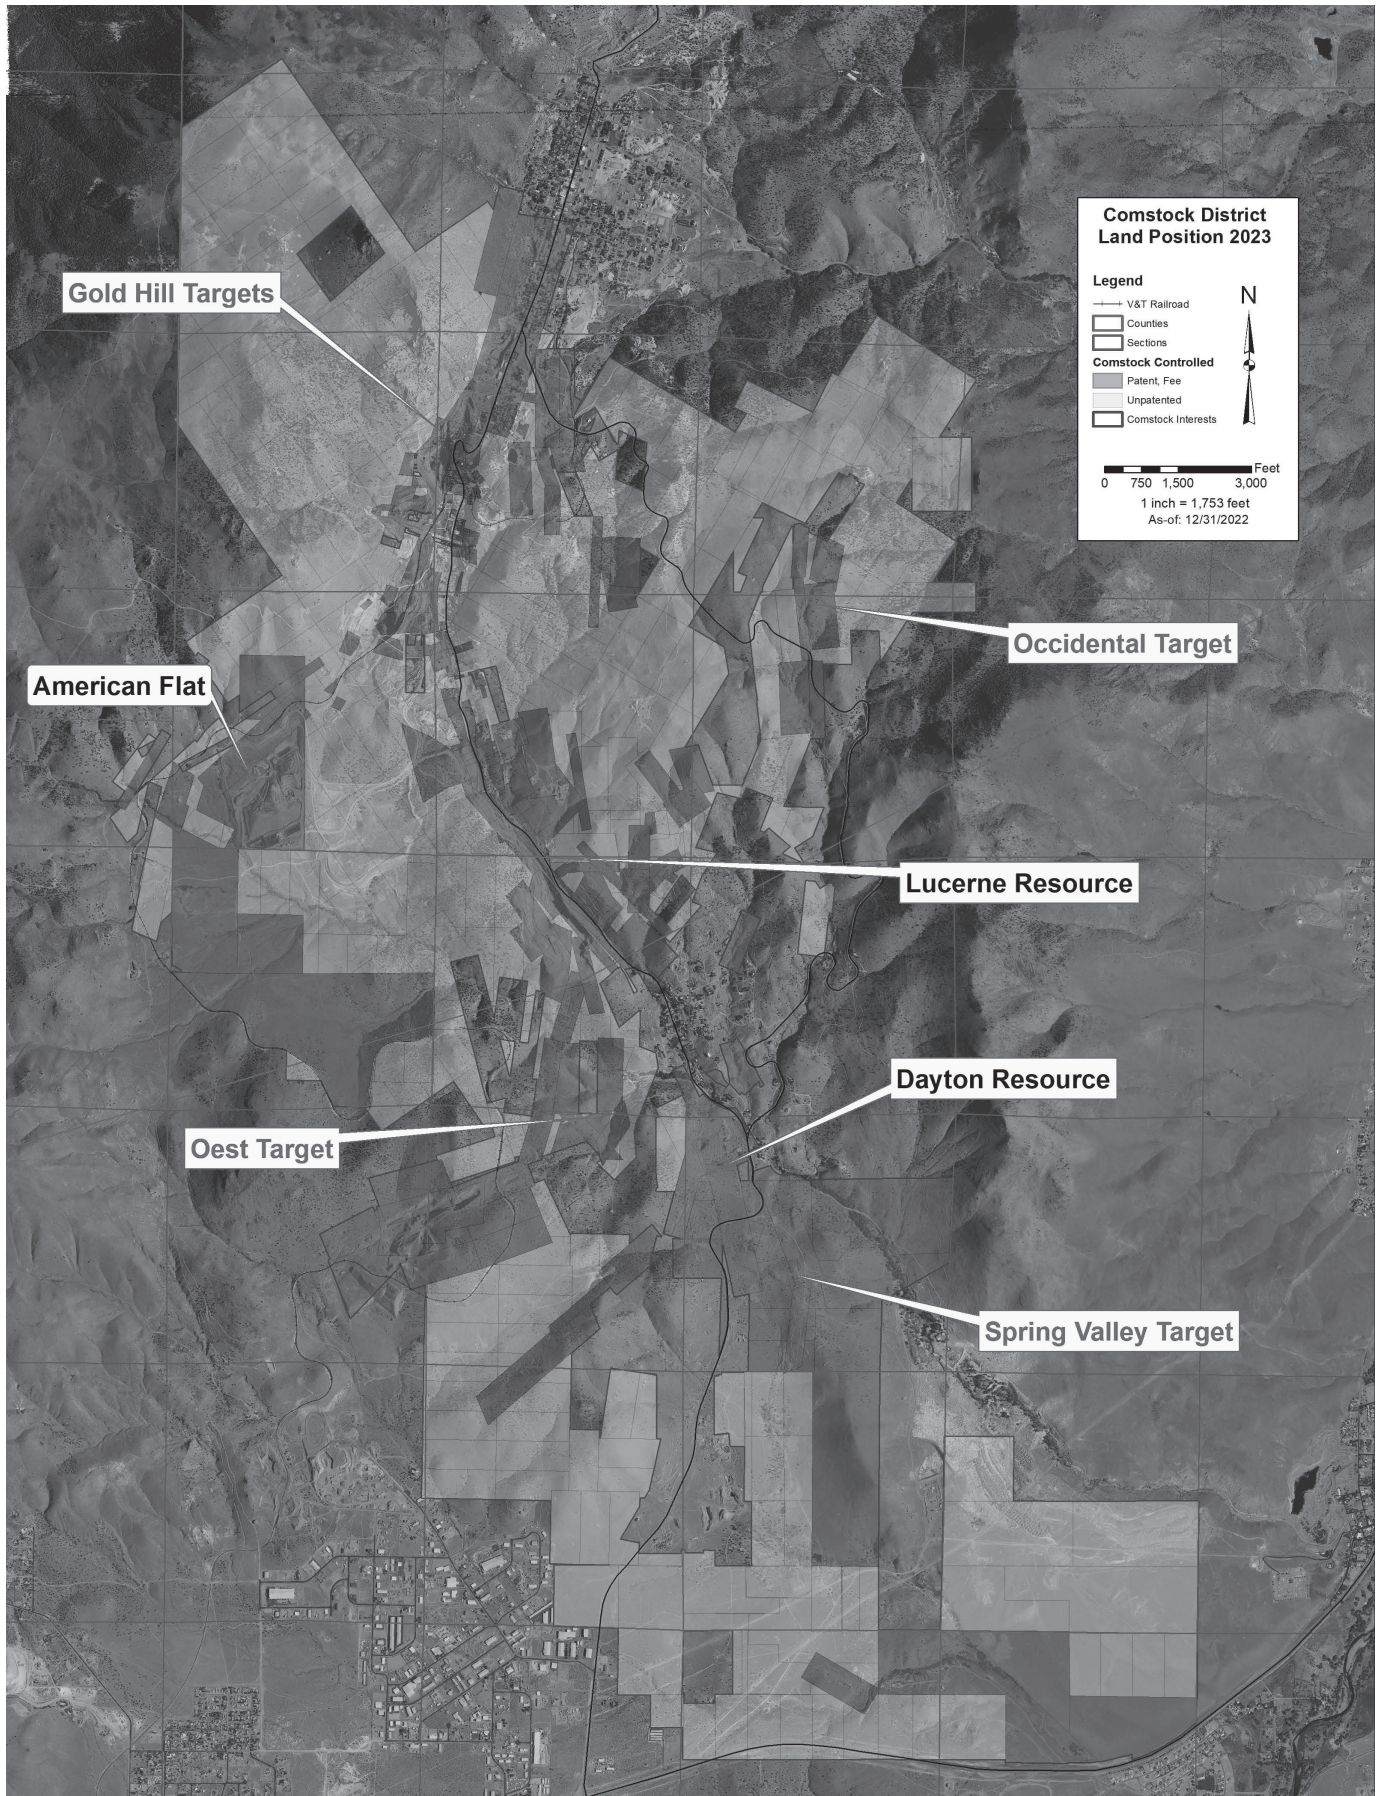 Comstock District
Land Position 2023
Legend
V&T Railroad
Counties
Sections
Comstock Controlled
Patent, Fee
Unpatented
Comstock Interests
N
Feet
0 750 1,500 3,000
1 inch = 1,753 feet
As-of: 12/31/2022
Gold Hill Targets
Occidental Target
American Flat
Lucerne Resource
Dayton Resource
Oest Target
Spring Valley Target